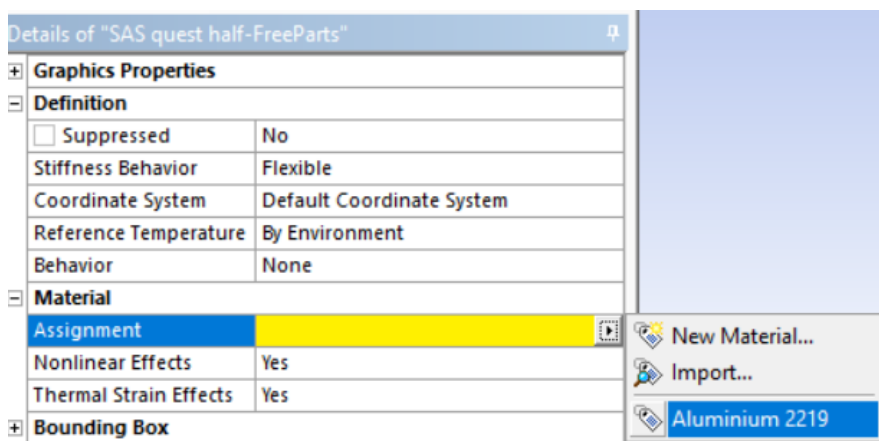 Details of "SAS quest half-FreeParts"
Graphics Properties
Definition
Suppressed No
Stiffness Behavior Flexible
Coordinate System Default Coordinate System
Reference Temperature By Environment
Behavior None
Material
Assignment
New Material...
Nonlinear Effects Yes
Import...
Thermal Strain Effects Yes
Aluminium 2219
Bounding Box